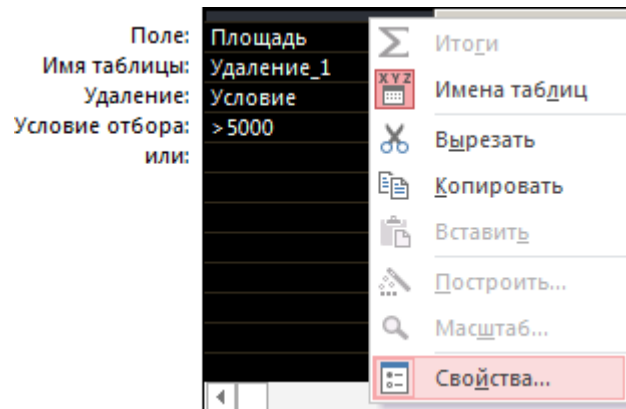 Поле: Площадь
Имя таблицы: Удаление_1
Удаление: Условие
Условие отбора: >5000
или:
Итоги
XYZ Имена таблиц
Вырезать
Копировать
Вставить
Построить...
Масштаб...
Свойства...